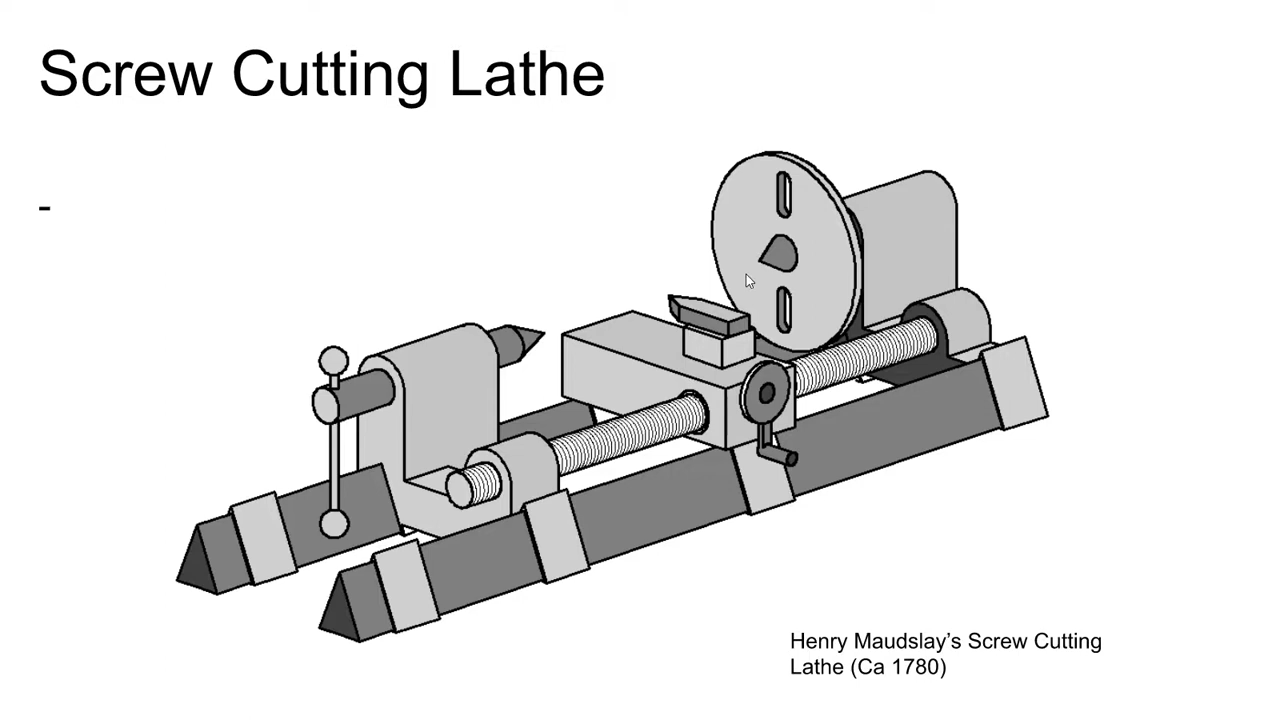 Screw Cutting Lathe
-
Henry Maudslay’s Screw Cutting
Lathe (Ca 1780)